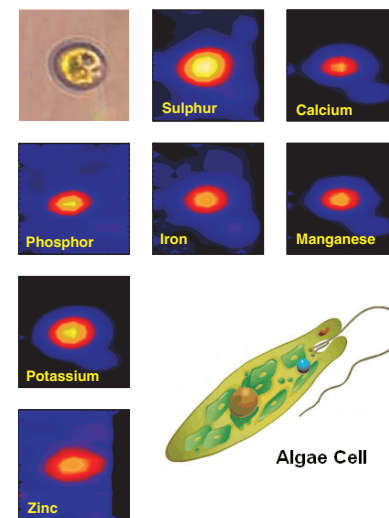 Sulphur
Calcium
Phosphor
Iron
Manganese
Potassium
Algae Cell
Zinc